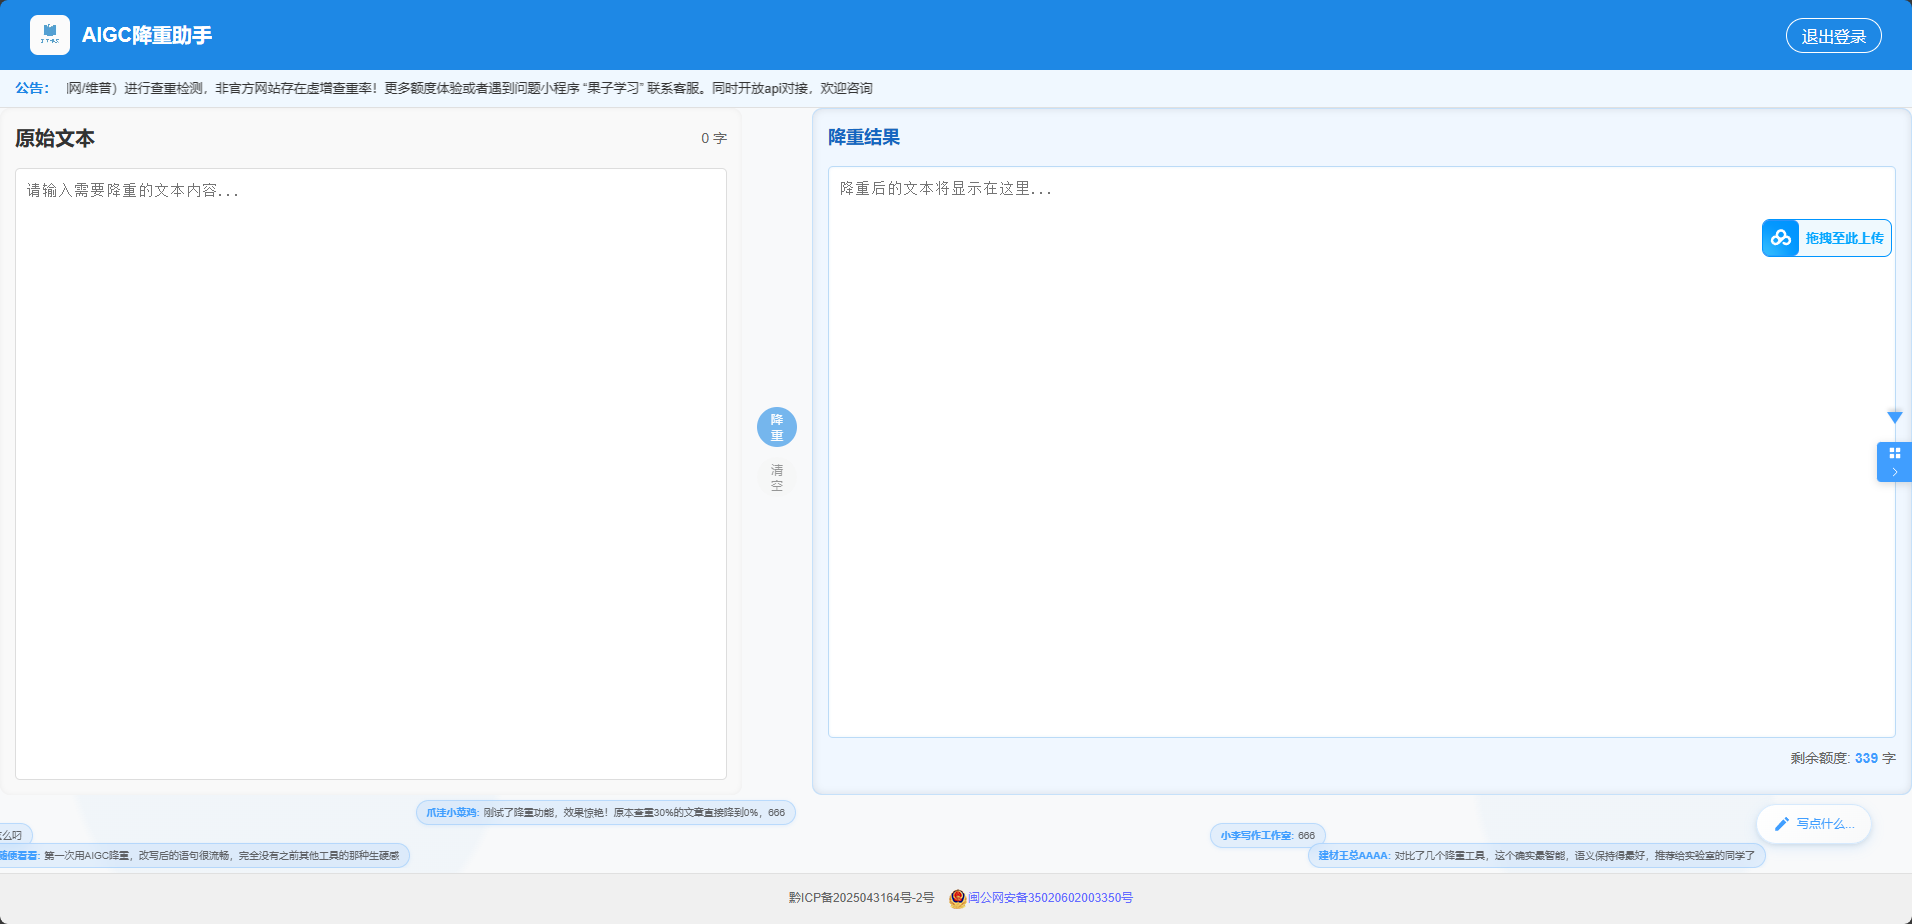 AIGC降重助手
退出登录
公告： 网/维普）进行查重检测，非官方网站存在虚增查重率！更多额度体验或者遇到问题小程序 “果子学习” 联系客服。同时开放api对接，欢迎咨询
原始文本
0 字
请输入需要降重的文本内容...
降重
清空
降重结果
降重后的文本将显示在这里...
拖拽至此上传
剩余额度: 339 字
爪洼小菜鸡: 刚试了降重功能，效果惊艳！原本查重30%的文章直接降到0%，666
么叼
随便看看: 第一次用AIGC降重，改写后的语句很流畅，完全没有之前其他工具的那种生硬感
小李写作工作室: 666
建材王总AAAA: 对比了几个降重工具，这个确实最智能，语义保持得最好，推荐给实验室的同学了
写点什么...
黔ICP备2025043164号-2号
闽公网安备35020602003350号